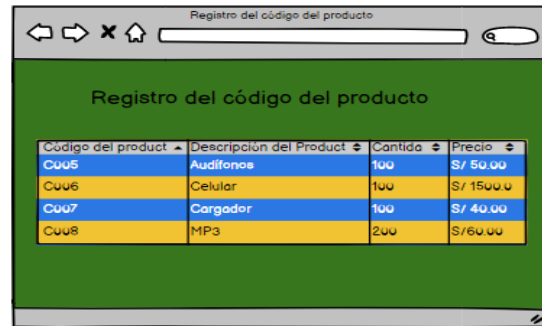 Registro del código del producto
Registro del código del producto
Código del product Descripción del Product Cantida Precio
C005 Audífonos 100 S/ 50.00
C006 Celular 100 S/ 1500.0
C007 Cargador 100 S/ 40.00
C008 MP3 200 S/60.00